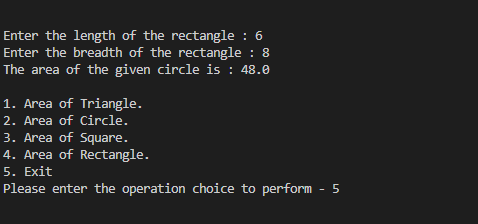 Enter the length of the rectangle : 6
Enter the breadth of the rectangle : 8
The area of the given circle is : 48.0
1. Area of Triangle.
2. Area of Circle.
3. Area of Square.
4. Area of Rectangle.
5. Exit
Please enter the operation choice to perform - 5